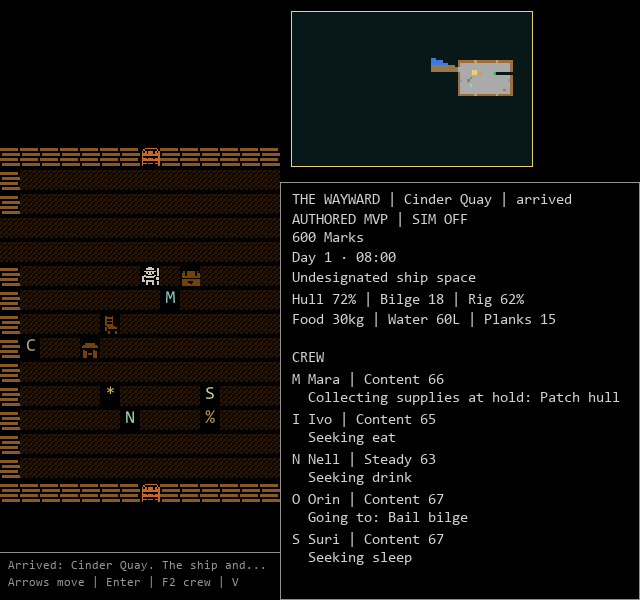 M
C
* S
N %
THE WAYWARD | Cinder Quay | arrived
AUTHORED MVP | SIM OFF
600 Marks
Day 1 · 08:00
Undesignated ship space
Hull 72% | Bilge 18 | Rig 62%
Food 30kg | Water 60L | Planks 15
CREW
M Mara | Content 66
Collecting supplies at hold: Patch hull
I Ivo | Content 65
Seeking eat
N Nell | Steady 63
Seeking drink
O Orin | Content 67
Going to: Bail bilge
S Suri | Content 67
Seeking sleep
Arrived: Cinder Quay. The ship and...
Arrows move | Enter | F2 crew | V